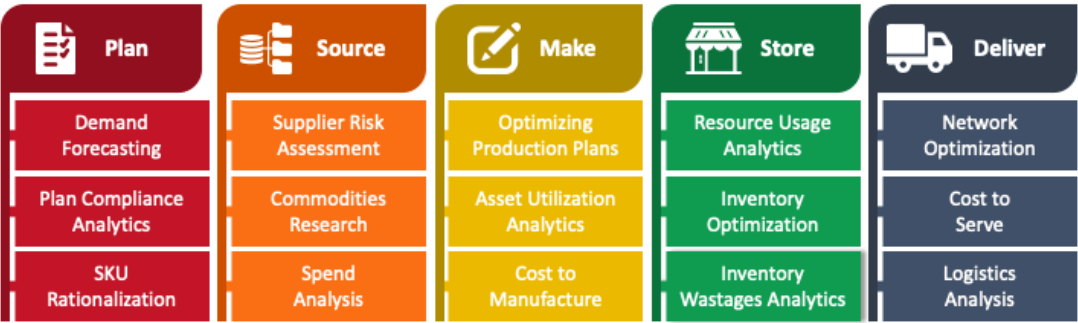 Plan
Demand
Forecasting
Plan Compliance
Analytics
SKU
Rationalization
Source
Supplier Risk
Assessment
Commodities
Research
Spend
Analysis
Make
Optimizing
Production Plans
Asset Utilization
Analytics
Cost to
Manufacture
Store
Resource Usage
Analytics
Inventory
Optimization
Inventory
Wastages Analytics
Deliver
Network
Optimization
Cost to
Serve
Logistics
Analysis